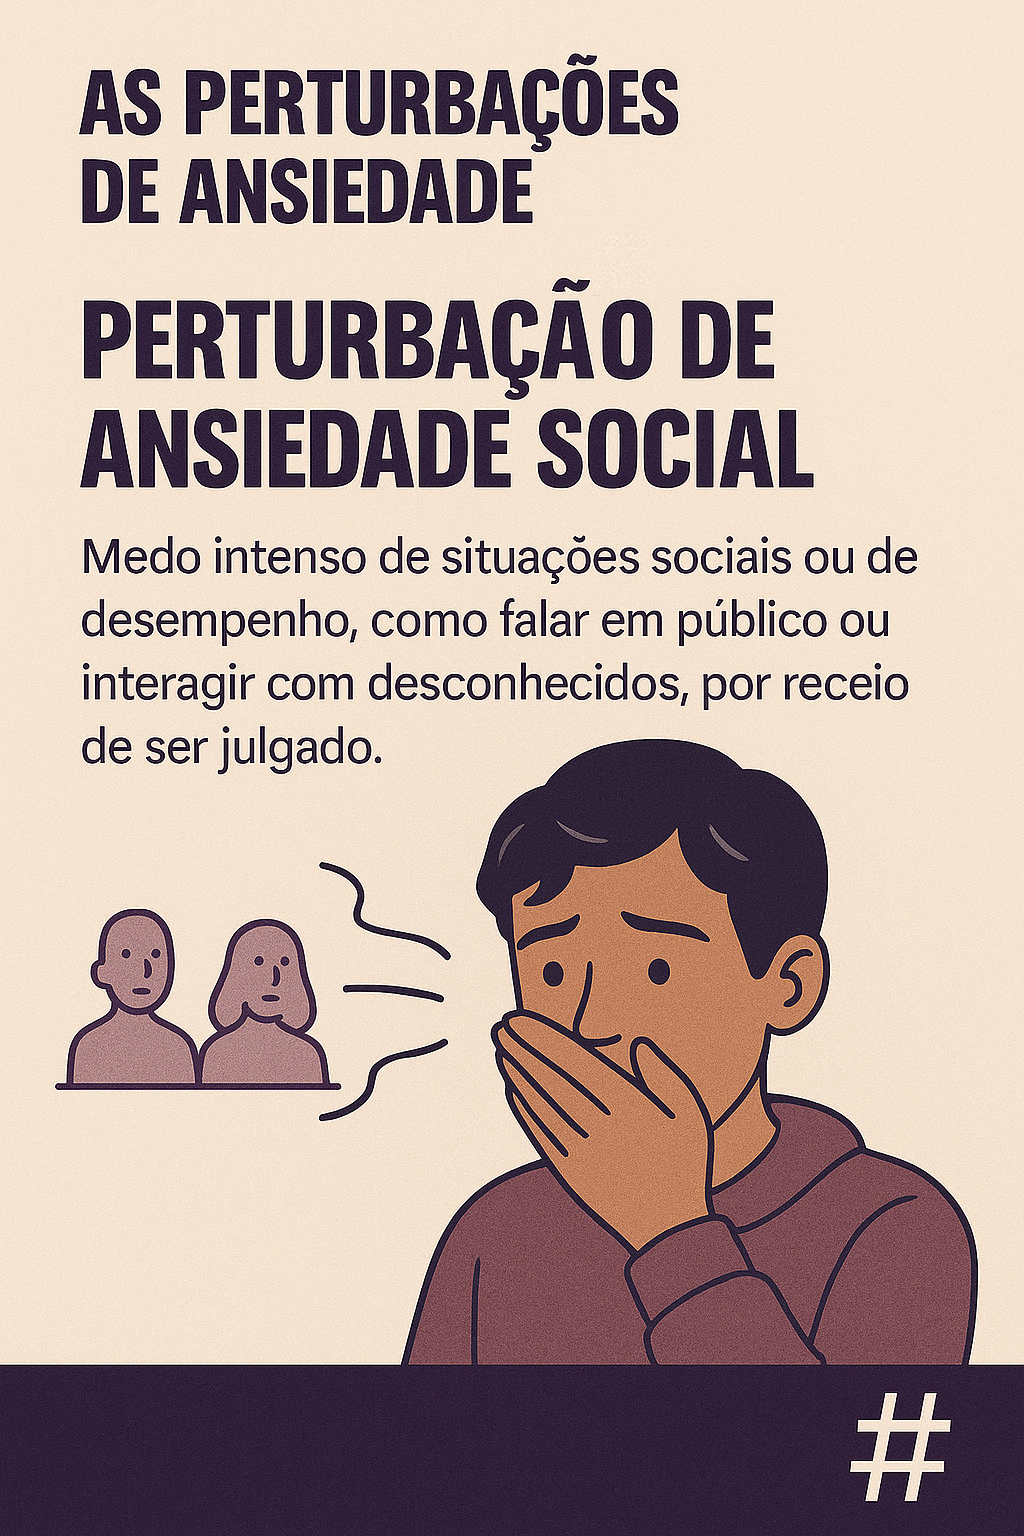 AS PERTURBAÇÕES
DE ANSIEDADE
PERTURBAÇÃO DE
ANSIEDADE SOCIAL
Medo intenso de situações sociais ou de
desempenho, como falar em público ou
interagir com desconhecidos, por receio
de ser julgado.
#